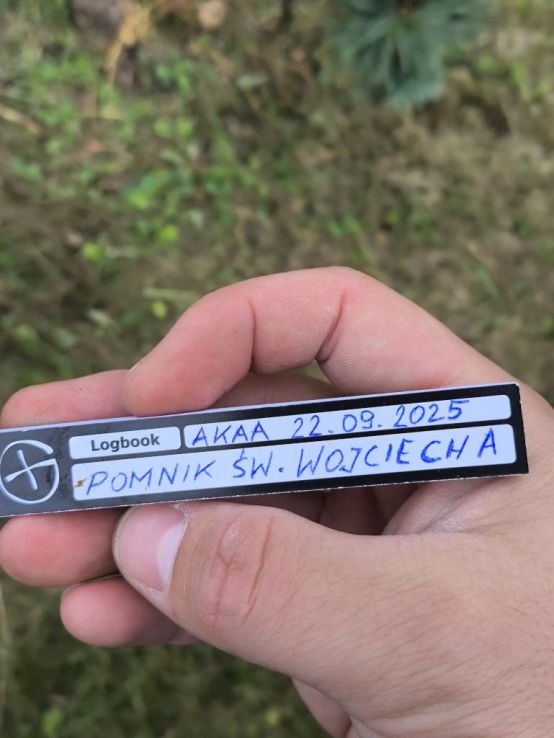 Logbook AKAA 22.09.2025
POMNIK ŚW. WOJCIECHA